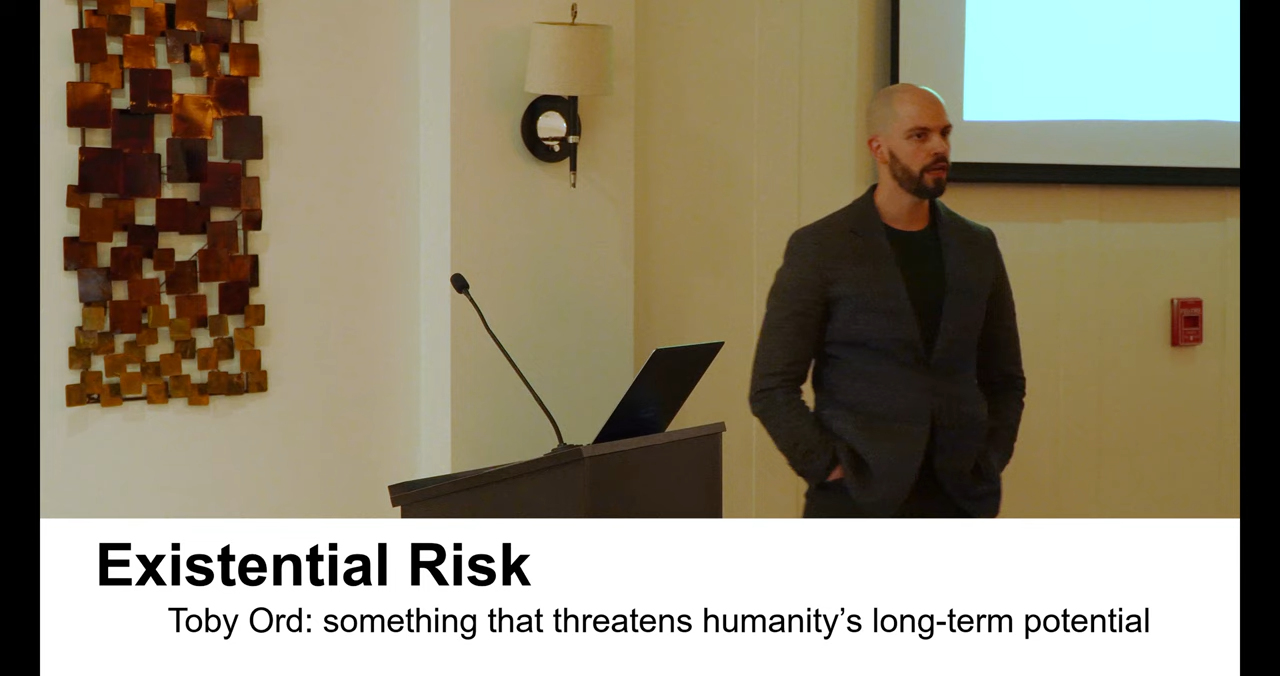 Existential Risk
Toby Ord: something that threatens humanity’s long-term potential